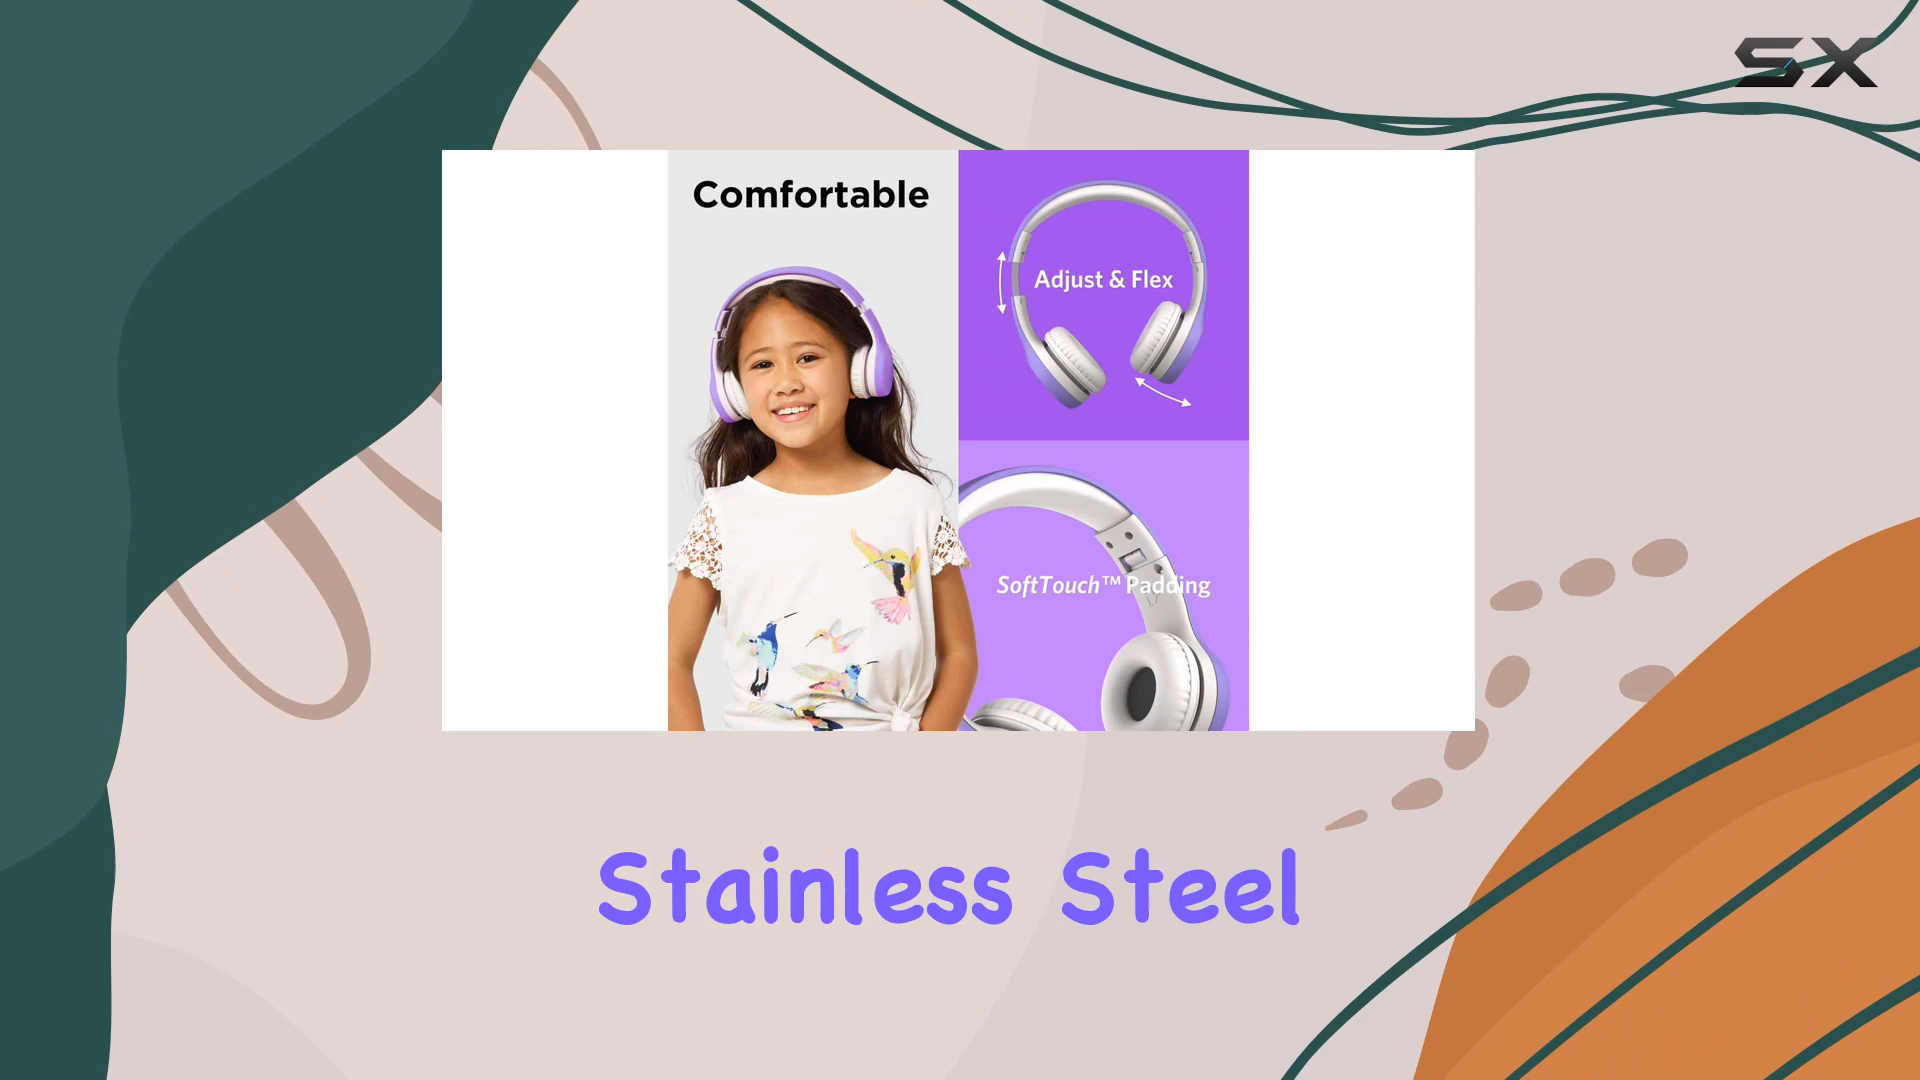 SX
Comfortable
Adjust & Flex
SoftTouch™ Padding
Stainless Steel